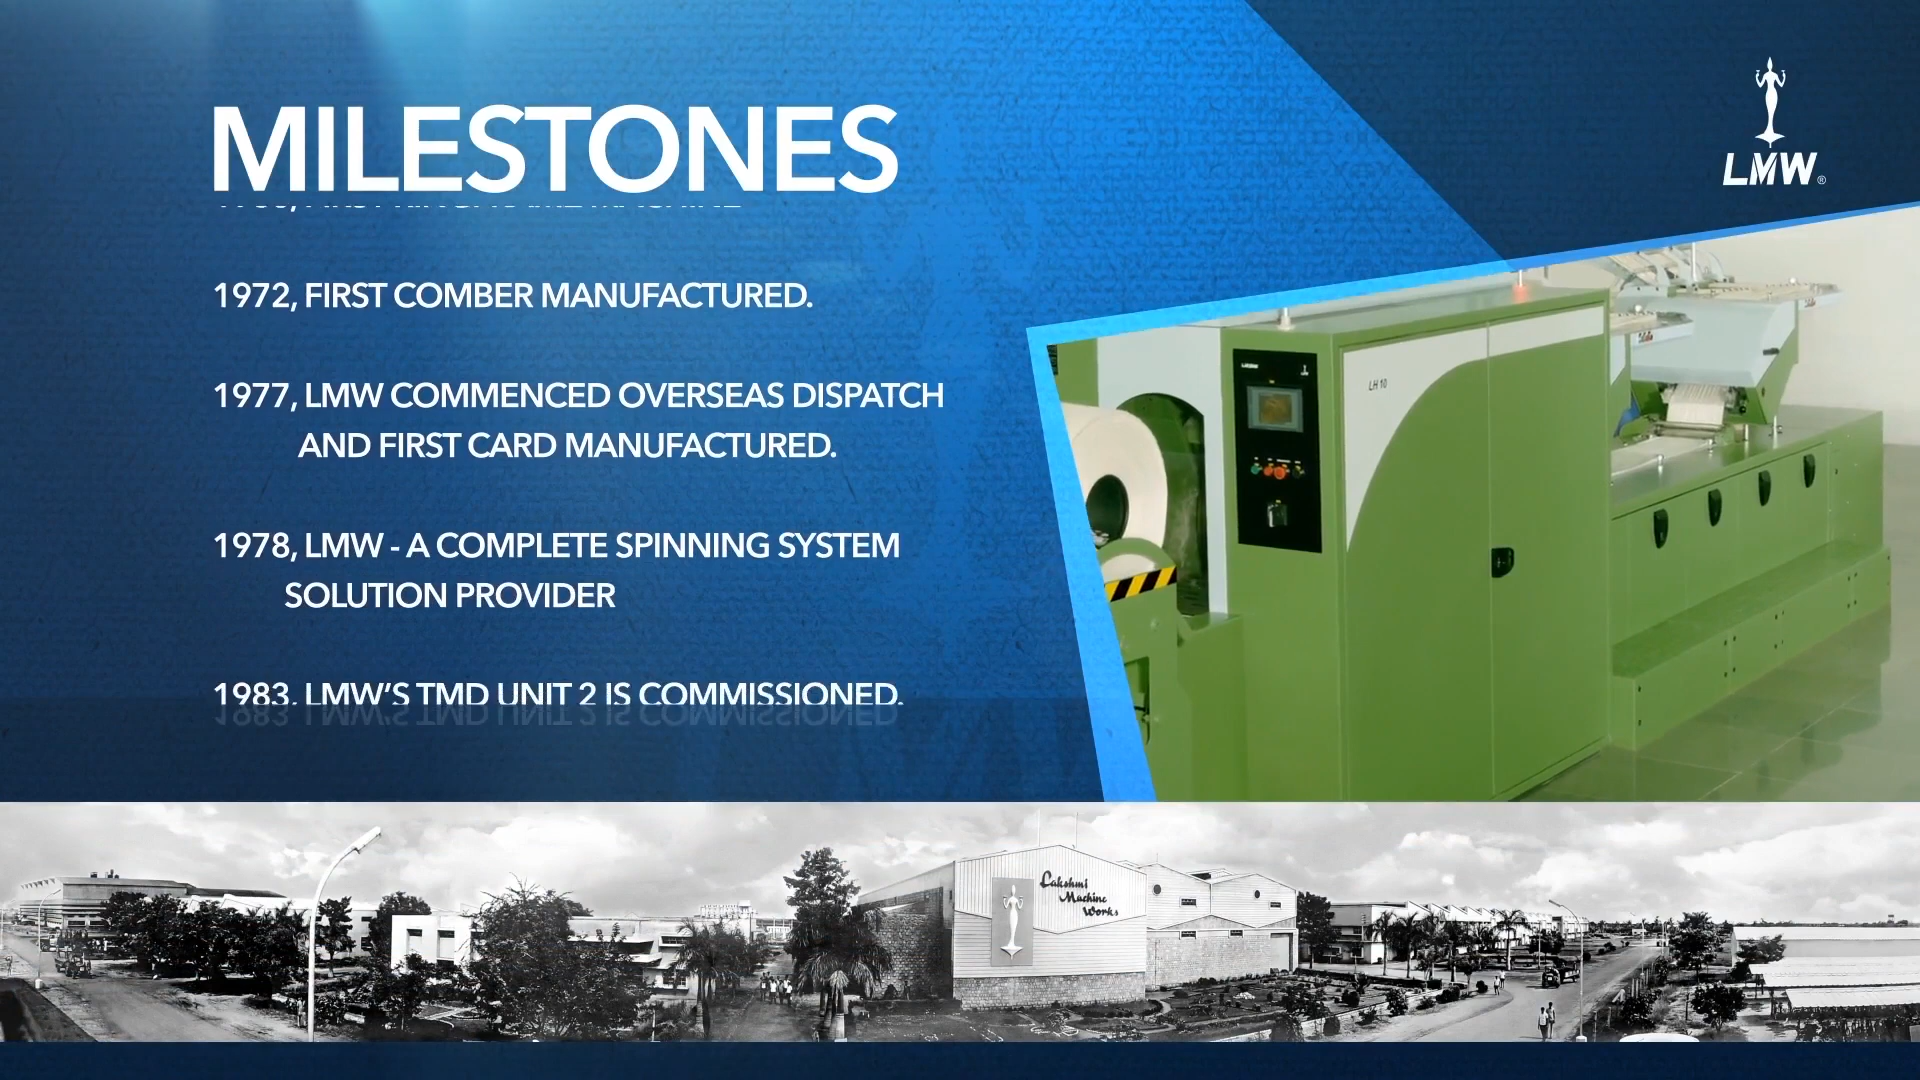 MILESTONES
LMW®
1972, FIRST COMBER MANUFACTURED.
1977, LMW COMMENCED OVERSEAS DISPATCH
AND FIRST CARD MANUFACTURED.
1978, LMW - A COMPLETE SPINNING SYSTEM
SOLUTION PROVIDER
1983, LMW'S TMD UNIT 2 IS COMMISSIONED.
LH 10
Lakshmi
Machine
Works